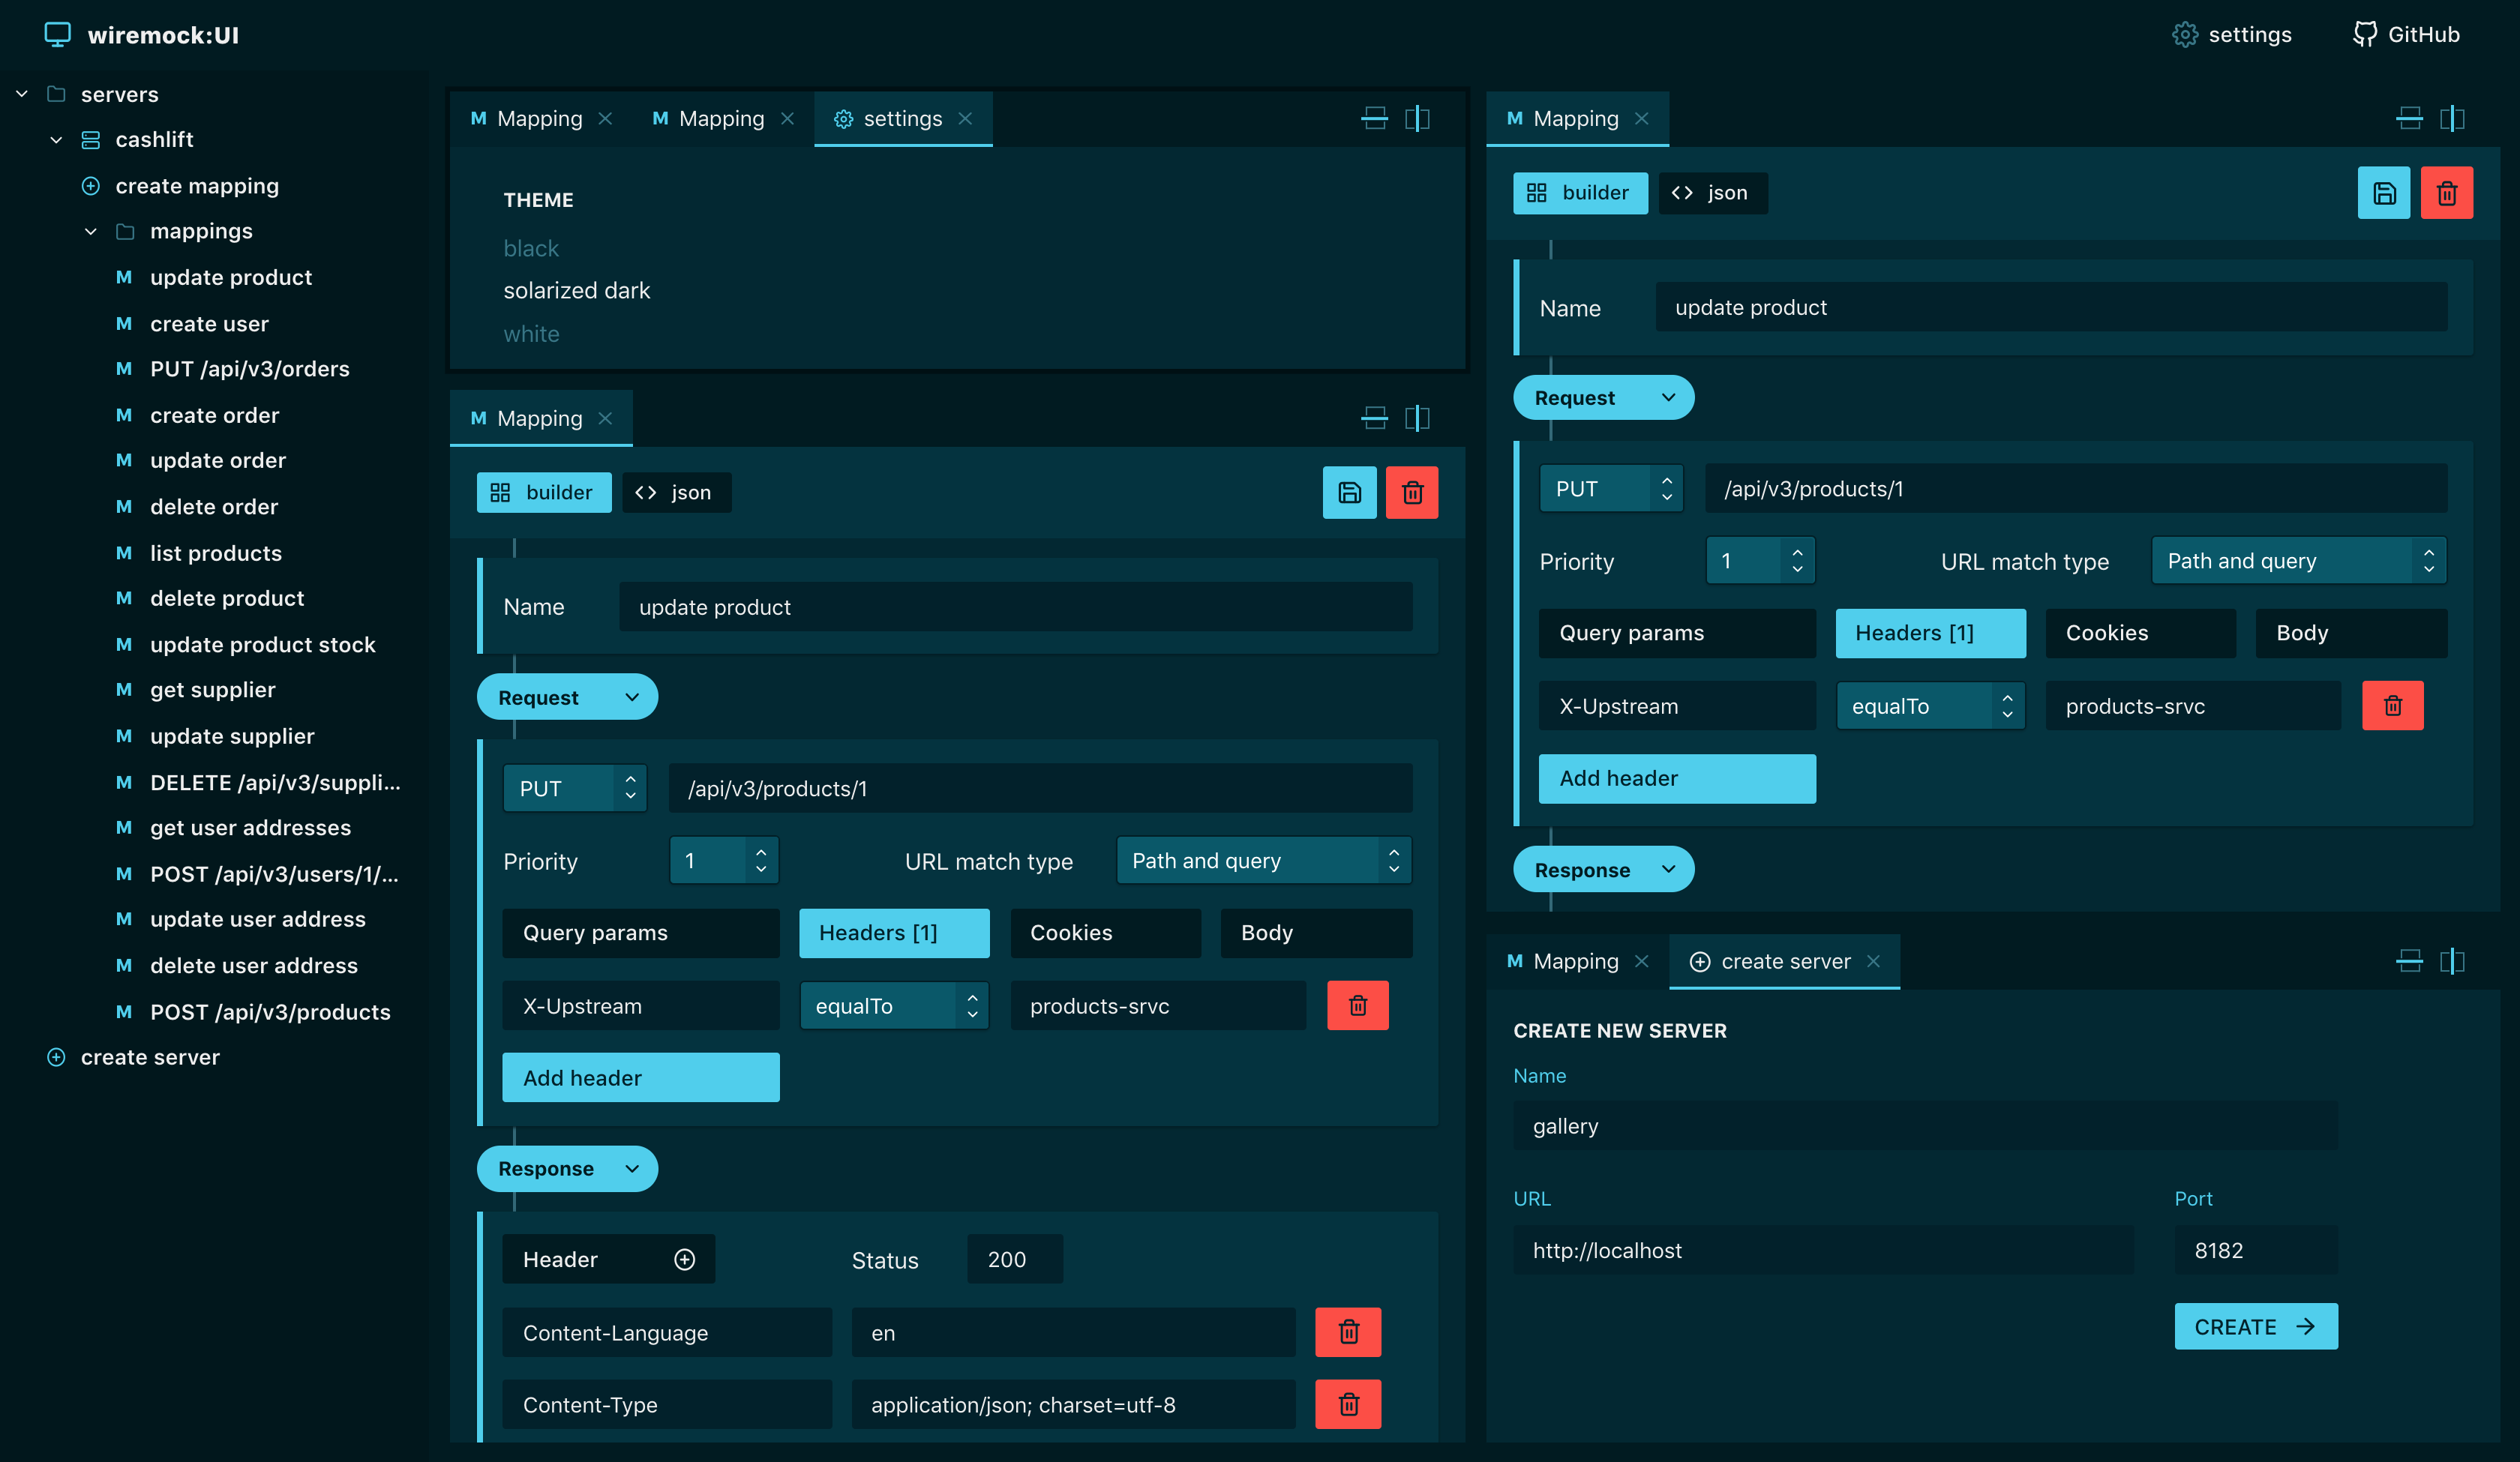 wiremock:UI
settings
GitHub
servers
cashlift
create mapping
mappings
M update product
M create user
M PUT /api/v3/orders
M create order
M update order
M delete order
M list products
M delete product
M update product stock
M get supplier
M update supplier
M DELETE /api/v3/suppli...
M get user addresses
M POST /api/v3/users/1/...
M update user address
M delete user address
M POST /api/v3/products
create server
M Mapping M Mapping settings
THEME
black
solarized dark
white
M Mapping
builder <> json
Name update product
Request
PUT /api/v3/products/1
Priority 1 URL match type Path and query
Query params Headers [1] Cookies Body
X-Upstream equalTo products-srvc
Add header
Response
Header Status 200
Content-Language en
Content-Type application/json; charset=utf-8
M Mapping
builder <> json
Name update product
Request
PUT /api/v3/products/1
Priority 1 URL match type Path and query
Query params Headers [1] Cookies Body
X-Upstream equalTo products-srvc
Add header
Response
M Mapping create server
CREATE NEW SERVER
Name
gallery
URL Port
http://localhost 8182
CREATE